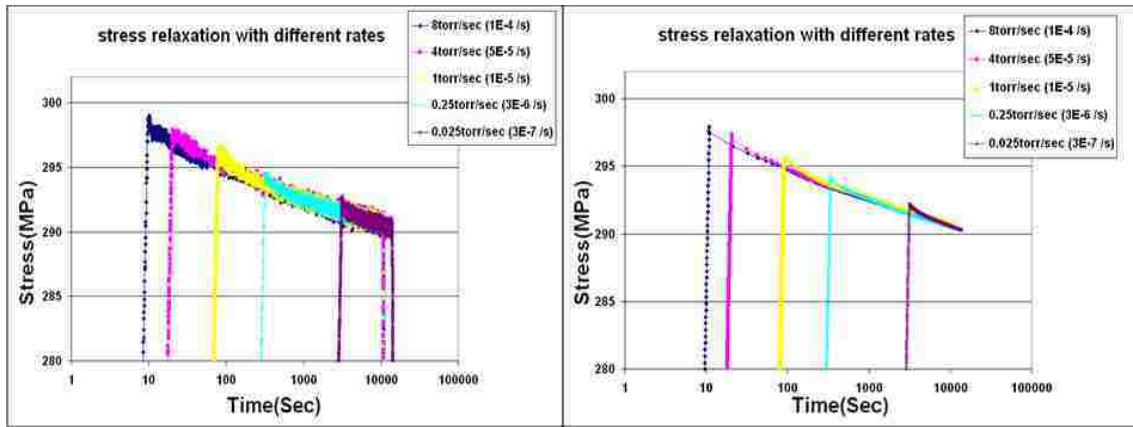 stress relaxation with different rates
8torr/sec (1E-4 /s)
4torr/sec (5E-5 /s)
1torr/sec (1E-5 /s)
0.25torr/sec (3E-6 /s)
0.025torr/sec (3E-7 /s)
Stress(MPa)
300
295
290
285
280
1
10
100
1000
10000
100000
Time(Sec)
stress relaxation with different rates
8torr/sec (1E-4 /s)
4torr/sec (5E-5 /s)
1torr/sec (1E-5 /s)
0.25torr/sec (3E-6 /s)
0.025torr/sec (3E-7 /s)
Stress(MPa)
300
295
290
285
280
1
10
100
1000
10000
100000
Time(Sec)